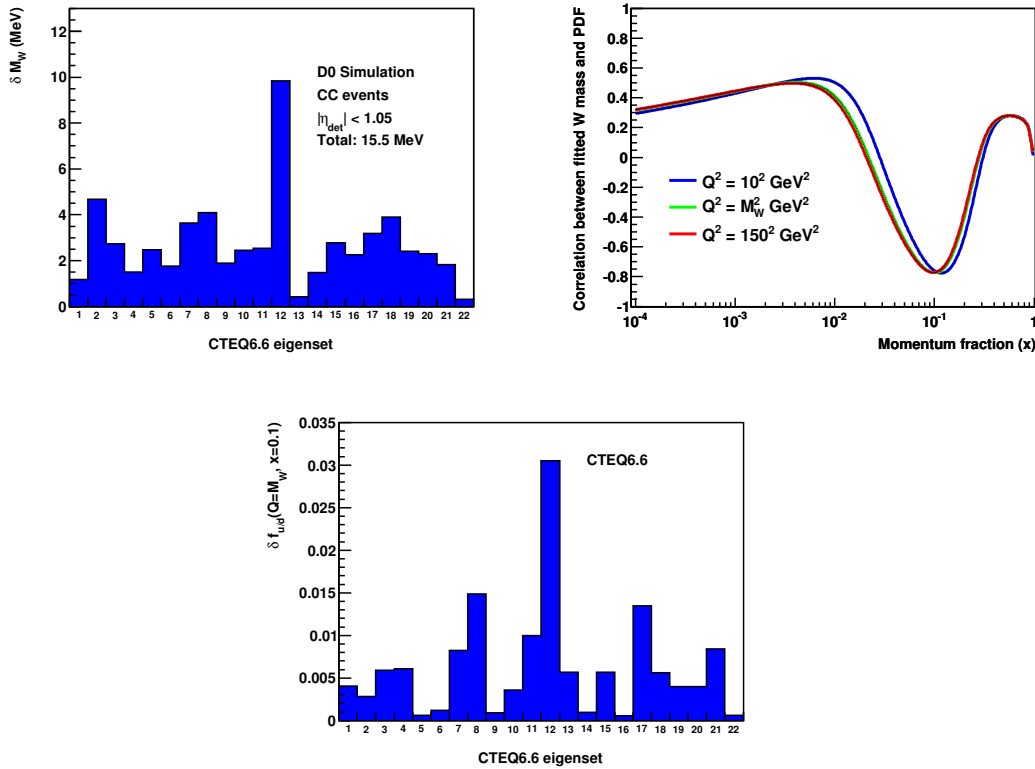 δ M_W (MeV)
12
10
8
6
4
2
0
D0 Simulation
CC events
|η_det| < 1.05
Total: 15.5 MeV
1 2 3 4 5 6 7 8 9 10 11 12 13 14 15 16 17 18 19 20 21 22
CTEQ6.6 eigenset
Correlation between fitted W mass and PDF
1
0.8
0.6
0.4
0.2
0
-0.2
-0.4
-0.6
-0.8
-1
Q² = 10² GeV²
Q² = M²_W GeV²
Q² = 150² GeV²
10⁻⁴ 10⁻³ 10⁻² 10⁻¹ 1
Momentum fraction (x)
δ f_u/d(Q=M_W, x=0.1)
0.035
0.03
0.025
0.02
0.015
0.01
0.005
0
CTEQ6.6
1 2 3 4 5 6 7 8 9 10 11 12 13 14 15 16 17 18 19 20 21 22
CTEQ6.6 eigenset